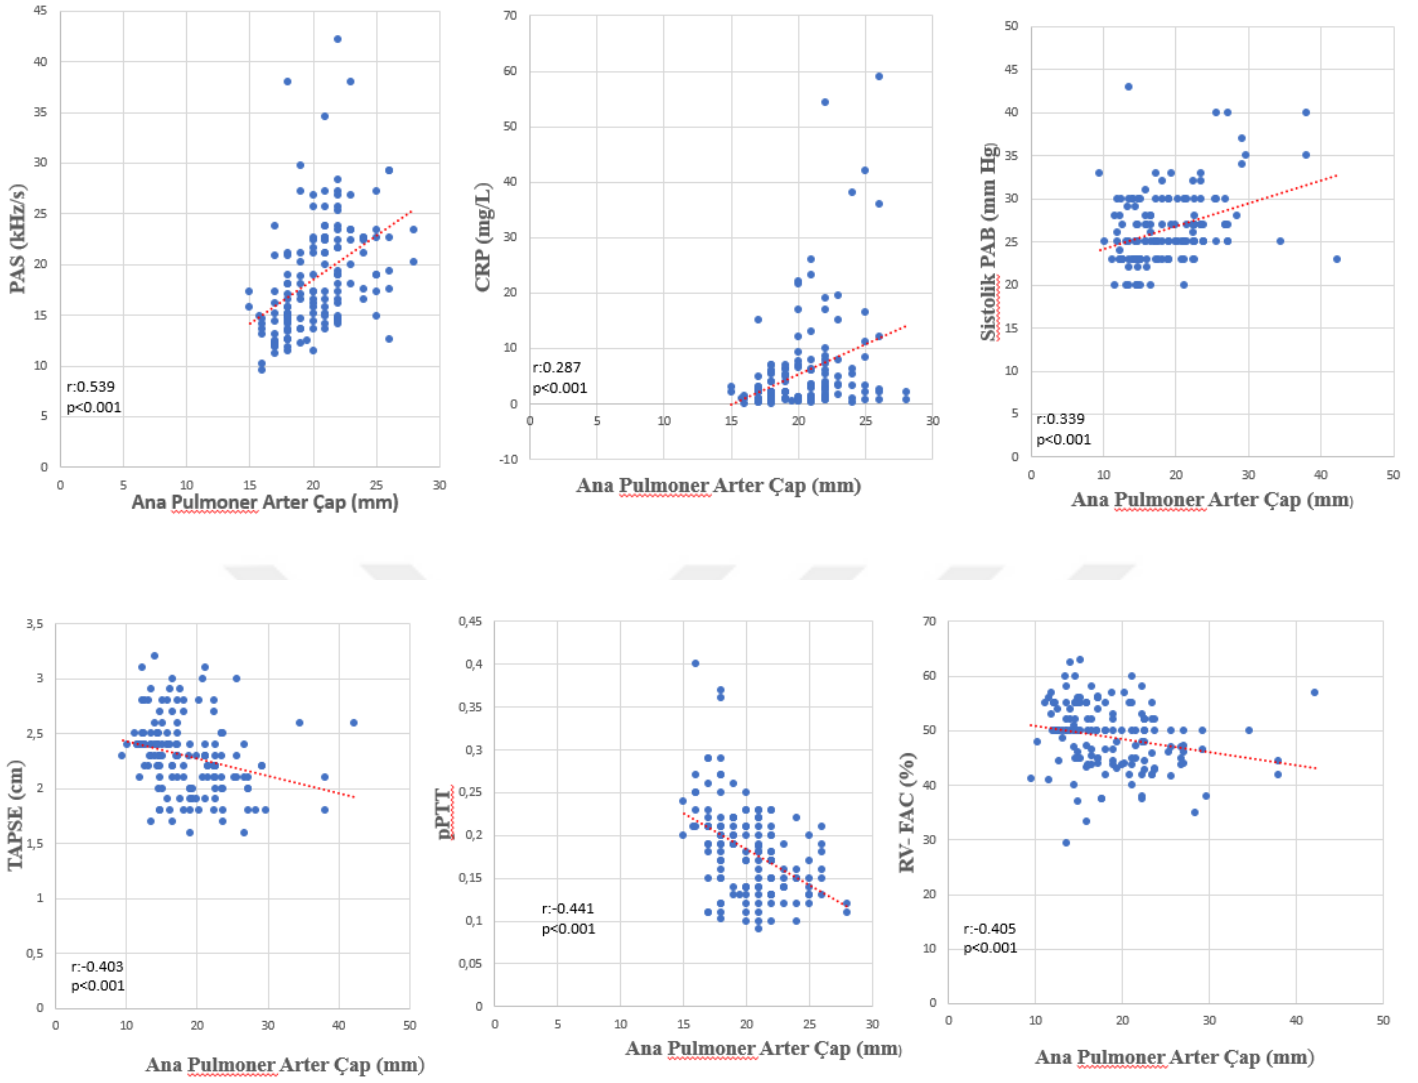 45
40
35
30
25
20
15
10
5
0
PAS (kHz/s)
r:0.539
p<0.001
0 5 10 15 20 25 30
Ana Pulmoner Arter Çap (mm)
70
60
50
40
30
20
10
0
-10
CRP (mg/L)
r:0.287
p<0.001
0 5 10 15 20 25 30
Ana Pulmoner Arter Çap (mm)
50
45
40
35
30
25
20
15
10
5
0
Sistolik PAB (mm Hg)
r:0.339
p<0.001
0 10 20 30 40 50
Ana Pulmoner Arter Çap (mm)
3,5
3
2,5
2
1,5
1
0,5
0
TAPSE (cm)
r:-0.403
p<0.001
0 10 20 30 40 50
Ana Pulmoner Arter Çap (mm)
0,45
0,4
0,35
0,3
0,25
0,2
0,15
0,1
0,05
0
pPTT
r:-0.441
p<0.001
0 5 10 15 20 25 30
Ana Pulmoner Arter Çap (mm)
70
60
50
40
30
20
10
0
RV- FAC (%)
r:-0.405
p<0.001
0 10 20 30 40 50
Ana Pulmoner Arter Çap (mm)